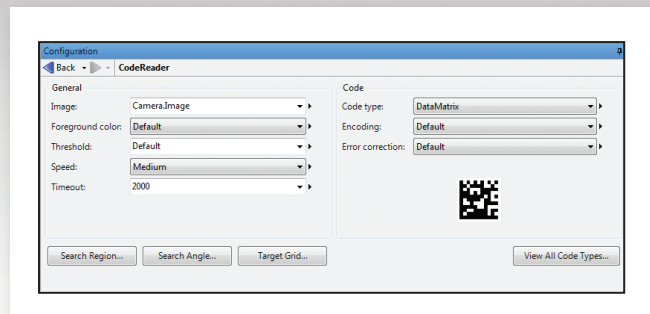 Configuration
Back CodeReader
General
Image: Camera.Image
Foreground color: Default
Threshold: Default
Speed: Medium
Timeout: 2000
Code
Code type: DataMatrix
Encoding: Default
Error correction: Default
Search Region... Search Angle... Target Grid... View All Code Types...